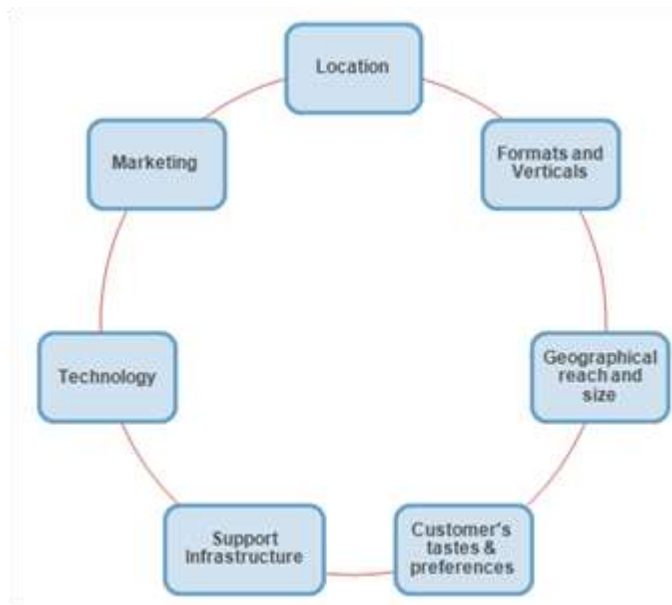 Location
Formats and
Verticals
Geographical
reach and
size
Customer's
tastes &
preferences
Support
Infrastructure
Technology
Marketing